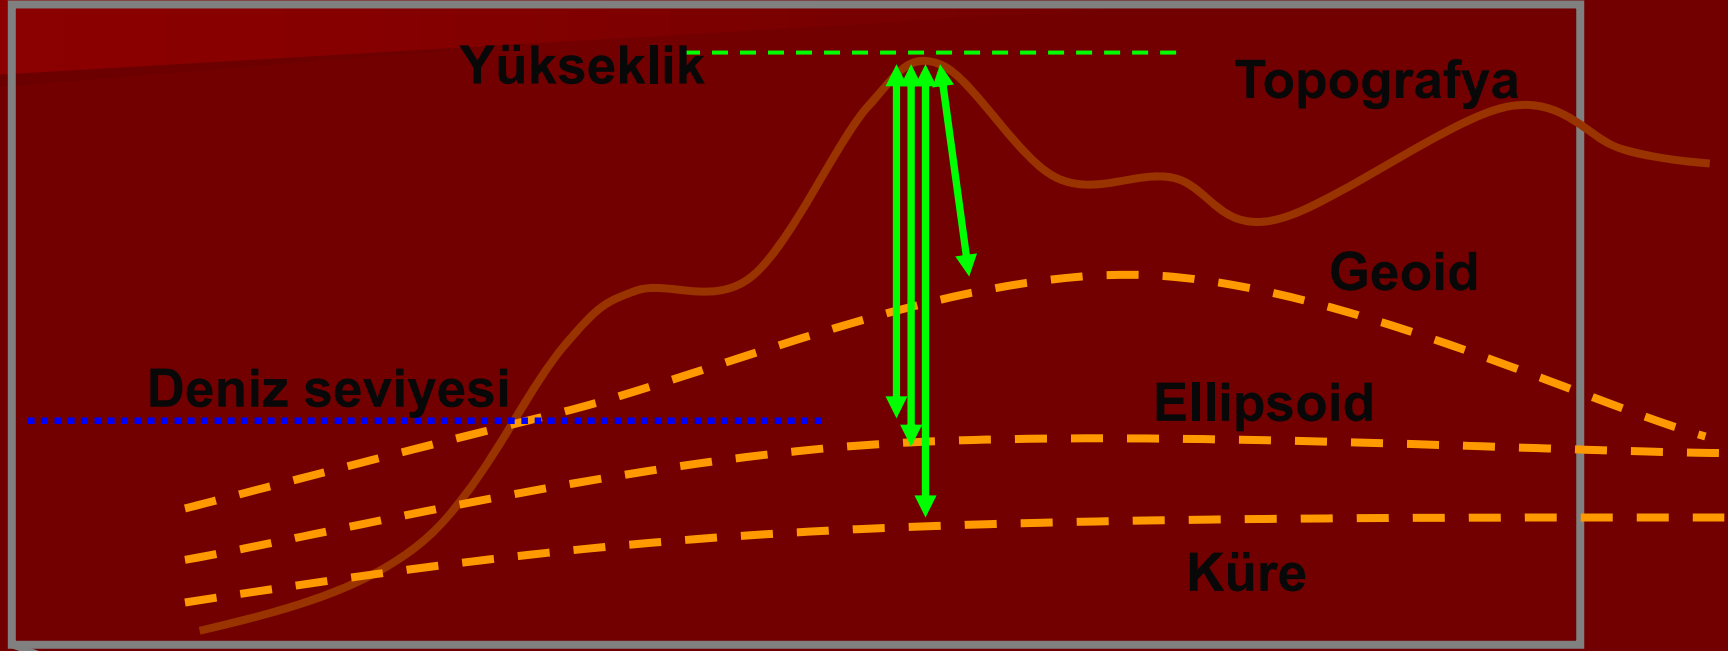 Yükseklik
Topografya
Geoid
Deniz seviyesi
Ellipsoid
Küre